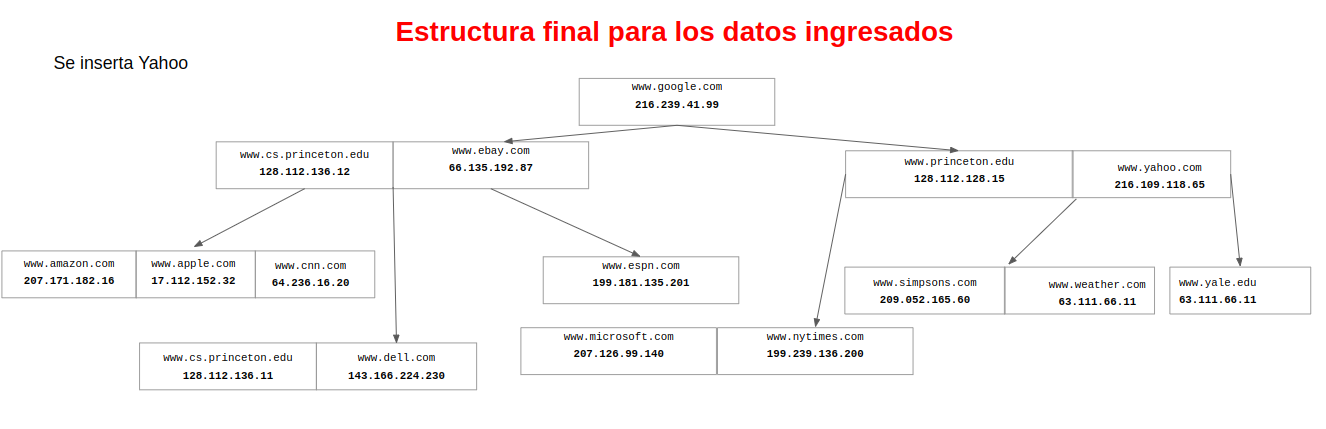 Estructura final para los datos ingresados
Se inserta Yahoo
www.google.com
216.239.41.99
www.cs.princeton.edu
128.112.136.12
www.ebay.com
66.135.192.87
www.princeton.edu
128.112.128.15
www.yahoo.com
216.109.118.65
www.amazon.com
207.171.182.16
www.apple.com
17.112.152.32
www.cnn.com
64.236.16.20
www.espn.com
199.181.135.201
www.simpsons.com
209.052.165.60
www.weather.com
63.111.66.11
www.yale.edu
63.111.66.11
www.microsoft.com
207.126.99.140
www.nytimes.com
199.239.136.200
www.cs.princeton.edu
128.112.136.11
www.dell.com
143.166.224.230